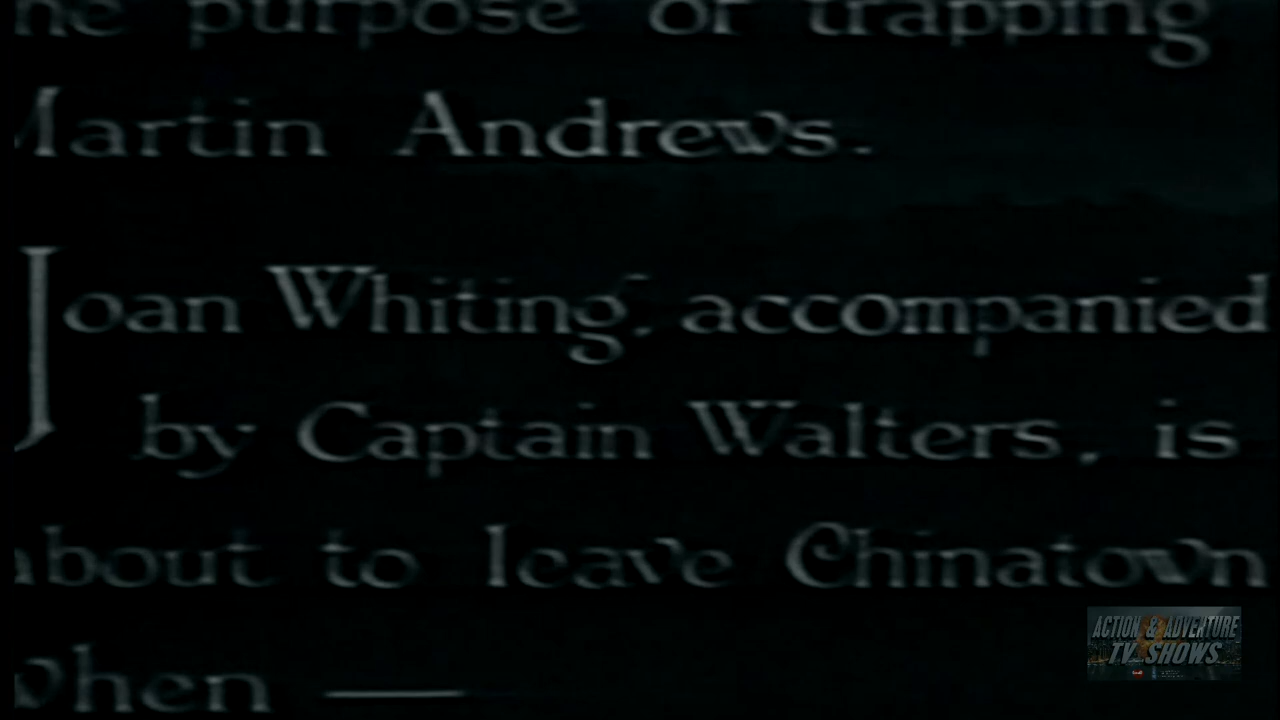 he purpose of trapping
Martin Andrews.
Joan Whiting, accompanied
by Captain Walters, is
about to leave Chinatown
when —
ACTION & ADVENTURE
TV SHOWS